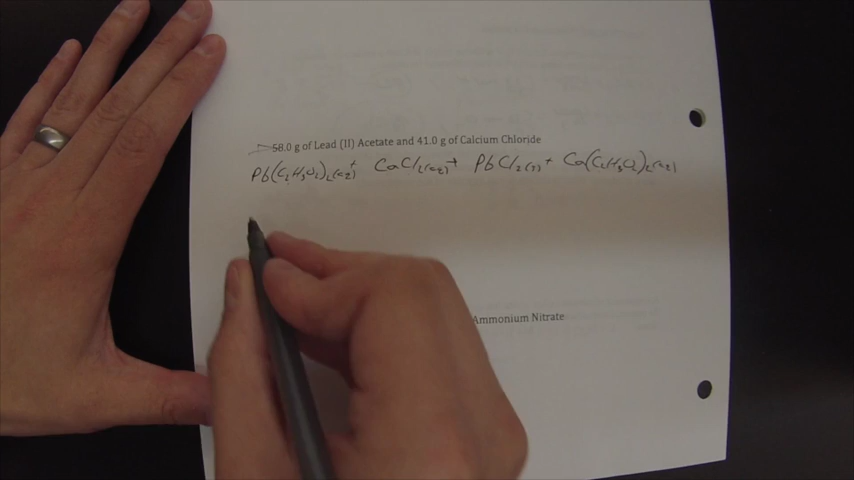 58.0 g of Lead (II) Acetate and 41.0 g of Calcium Chloride
Pb(C₂H₃O₂)₂(aq) + CaCl₂(aq) → PbCl₂(s) + Ca(C₂H₃O₂)₂(aq)
Ammonium Nitrate